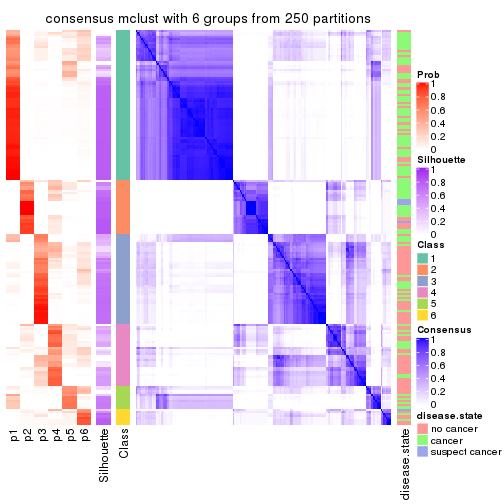 consensus mclust with 6 groups from 250 partitions
p1
p2
p3
p4
p5
p6
Silhouette
Class
disease.state
Prob
1
0.8
0.6
0.4
0.2
0
Silhouette
1
0.8
0.6
0.4
0.2
0
Class
1
2
3
4
5
6
Consensus
1
0.8
0.6
0.4
0.2
0
disease.state
no cancer
cancer
suspect cancer